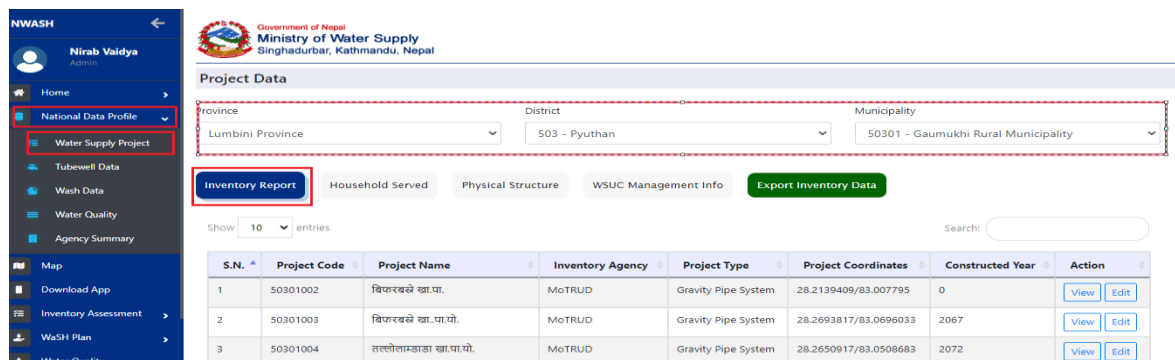 NWASH
Nirab Vaidya
Admin
Home
National Data Profile
Water Supply Project
Tubewell Data
Wash Data
Water Quality
Agency Summary
Map
Download App
Inventory Assessment
WaSH Plan
Government of Nepal
Ministry of Water Supply
Singhadurbar, Kathmandu, Nepal
Project Data
Province District Municipality
Lumbini Province 503 - Pyuthan 50301 - Gaumukhi Rural Municipality
Inventory Report Household Served Physical Structure WSUC Management Info Export Inventory Data
Show 10 entries Search:
S.N. Project Code Project Name Inventory Agency Project Type Project Coordinates Constructed Year Action
1 50301002 बिफरबस्ने खा.पा. MoTRUD Gravity Pipe System 28.2139409/83.007795 0 View Edit
2 50301003 बिफरबस्ने खा..पा.यो. MoTRUD Gravity Pipe System 28.2693817/83.0696033 2067 View Edit
3 50301004 तल्लोलाम्डाडा खा.पा.यो. MoTRUD Gravity Pipe System 28.2650917/83.0508683 2072 View Edit